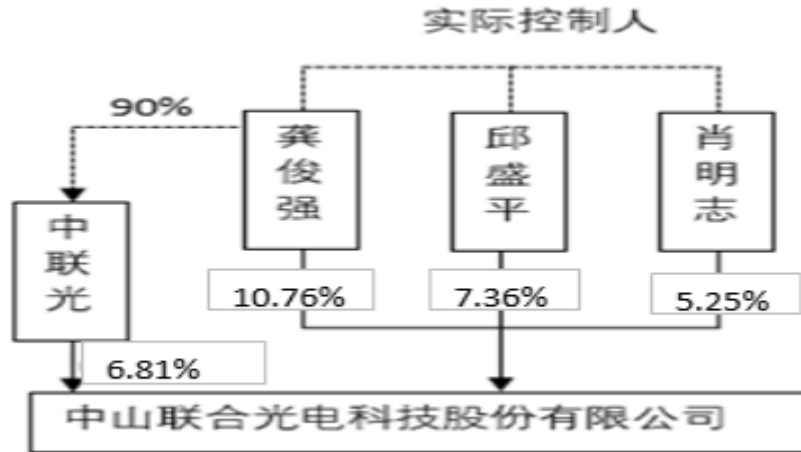 实际控制人
90%
龚俊强
邱盛平
肖明志
中联光
10.76%
7.36%
5.25%
6.81%
中山联合光电科技股份有限公司